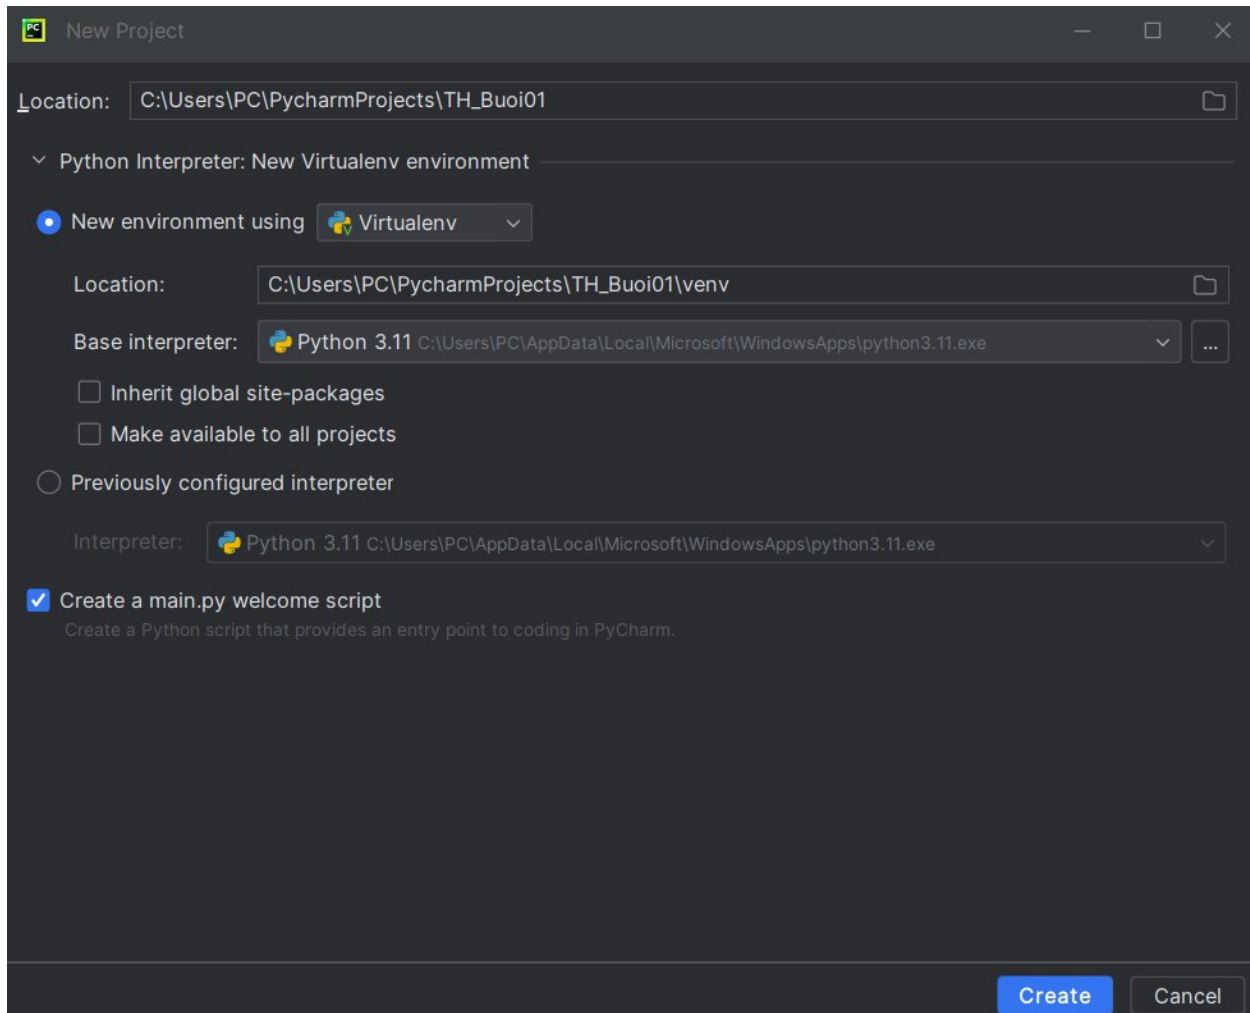 New Project
Location: C:\Users\PC\PycharmProjects\TH_Buoi01
Python Interpreter: New Virtualenv environment
New environment using Virtualenv
Location: C:\Users\PC\PycharmProjects\TH_Buoi01\venv
Base interpreter: Python 3.11 C:\Users\PC\AppData\Local\Microsoft\WindowsApps\python3.11.exe ...
Inherit global site-packages
Make available to all projects
Previously configured interpreter
Interpreter: Python 3.11 C:\Users\PC\AppData\Local\Microsoft\WindowsApps\python3.11.exe
Create a main.py welcome script
Create a Python script that provides an entry point to coding in PyCharm.
Create Cancel